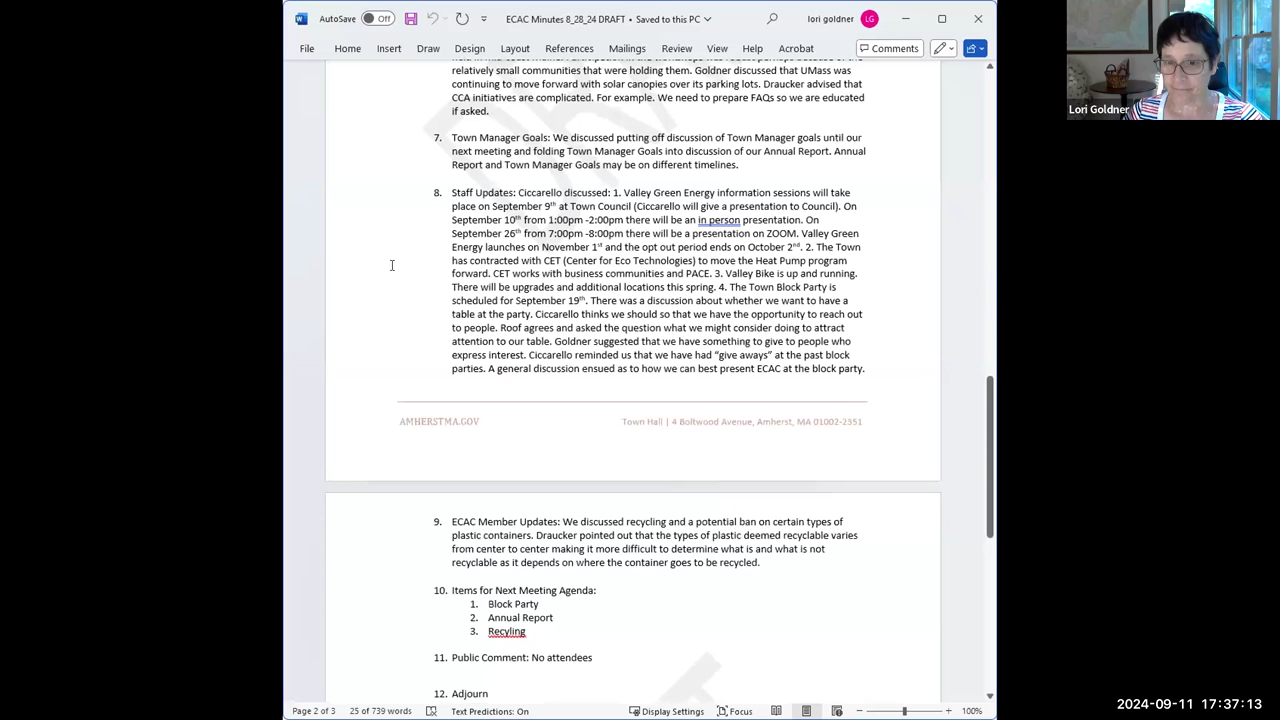 AutoSave Off ECAC Minutes 8_28_24 DRAFT • Saved to this PC lori goldner LG
File Home Insert Draw Design Layout References Mailings Review View Help Acrobat Comments
relatively small communities that were holding them. Goldner discussed that UMass was
continuing to move forward with solar canopies over its parking lots. Draucker advised that
CCA initiatives are complicated. For example. We need to prepare FAQs so we are educated
if asked.
7. Town Manager Goals: We discussed putting off discussion of Town Manager goals until our
next meeting and folding Town Manager Goals into discussion of our Annual Report. Annual
Report and Town Manager Goals may be on different timelines.
8. Staff Updates: Ciccarello discussed: 1. Valley Green Energy information sessions will take
place on September 9th at Town Council (Ciccarello will give a presentation to Council). On
September 10th from 1:00pm -2:00pm there will be an in person presentation. On
September 26th from 7:00pm -8:00pm there will be a presentation on ZOOM. Valley Green
Energy launches on November 1st and the opt out period ends on October 2nd. 2. The Town
has contracted with CET (Center for Eco Technologies) to move the Heat Pump program
forward. CET works with business communities and PACE. 3. Valley Bike is up and running.
There will be upgrades and additional locations this spring. 4. The Town Block Party is
scheduled for September 19th. There was a discussion about whether we want to have a
table at the party. Ciccarello thinks we should so that we have the opportunity to reach out
to people. Roof agrees and asked the question what we might consider doing to attract
attention to our table. Goldner suggested that we have something to give to people who
express interest. Ciccarello reminded us that we have had “give aways” at the past block
parties. A general discussion ensued as to how we can best present ECAC at the block party.
AMHERSTMA.GOV Town Hall | 4 Boltwood Avenue, Amherst, MA 01002-2351
9. ECAC Member Updates: We discussed recycling and a potential ban on certain types of
plastic containers. Draucker pointed out that the types of plastic deemed recyclable varies
from center to center making it more difficult to determine what is and what is not
recyclable as it depends on where the container goes to be recycled.
10. Items for Next Meeting Agenda:
1. Block Party
2. Annual Report
3. Recyling
11. Public Comment: No attendees
12. Adjourn
Page 2 of 3 25 of 739 words Text Predictions: On Display Settings Focus 100%
Lori Goldner
2024-09-11 17:37:13